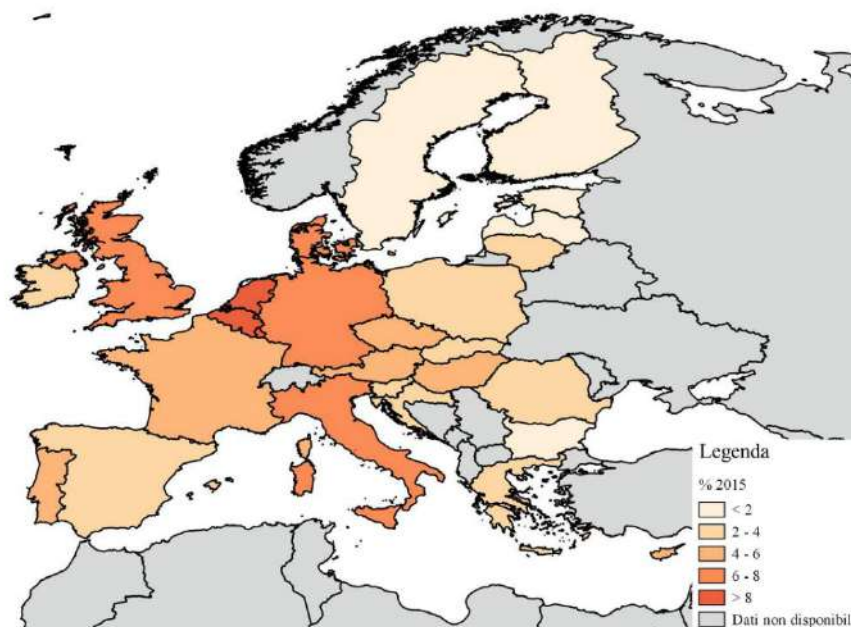 Legenda
% 2015
< 2
2 - 4
4 - 6
6 - 8
> 8
Dati non disponibil